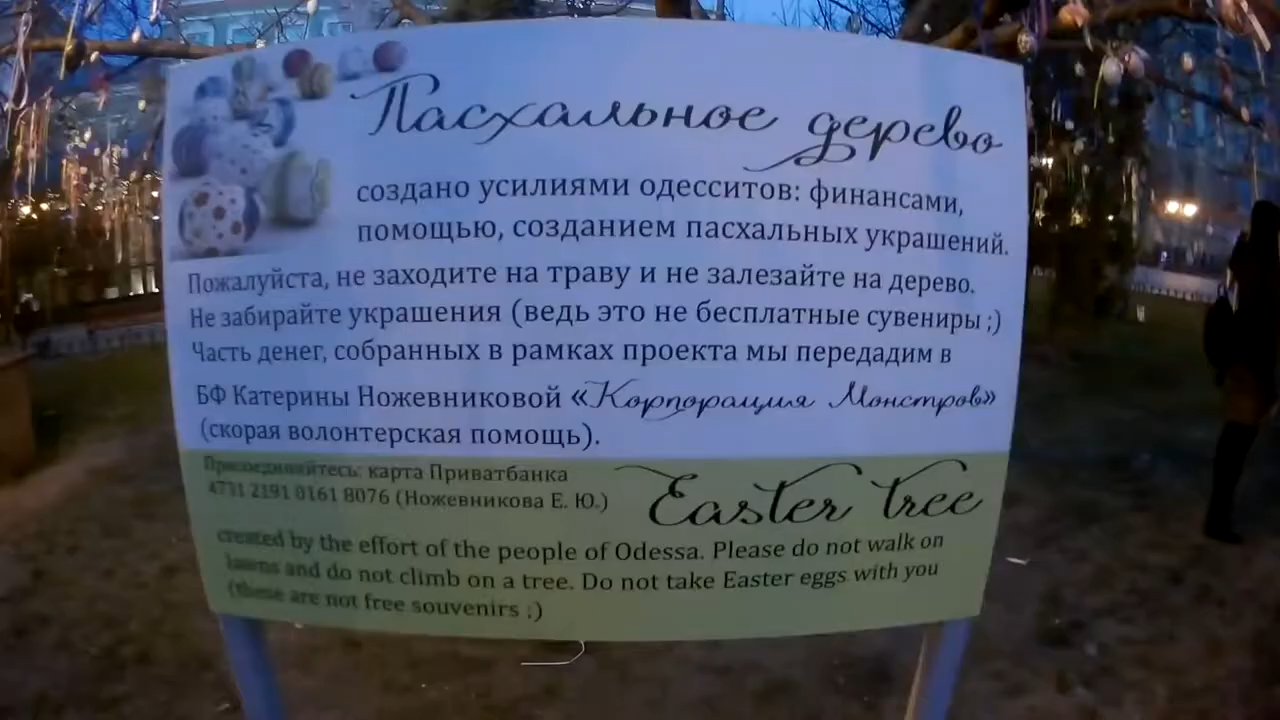 Пасхальное дерево
создано усилиями одесситов: финансами,
помощью, созданием пасхальных украшений.
Пожалуйста, не заходите на траву и не залезайте на дерево.
Не забирайте украшения (ведь это не бесплатные сувениры ;)
Часть денег, собранных в рамках проекта мы передадим в
БФ Катерины Ножевниковой «Корпорация Монстров»
(скорая волонтерская помощь).
Присоединяйтесь: карта Приватбанка
4731 2191 0161 8076 (Ножевникова Е. Ю.)
Easter tree
created by the effort of the people of Odessa. Please do not walk on
lawns and do not climb on a tree. Do not take Easter eggs with you
(these are not free souvenirs ;)